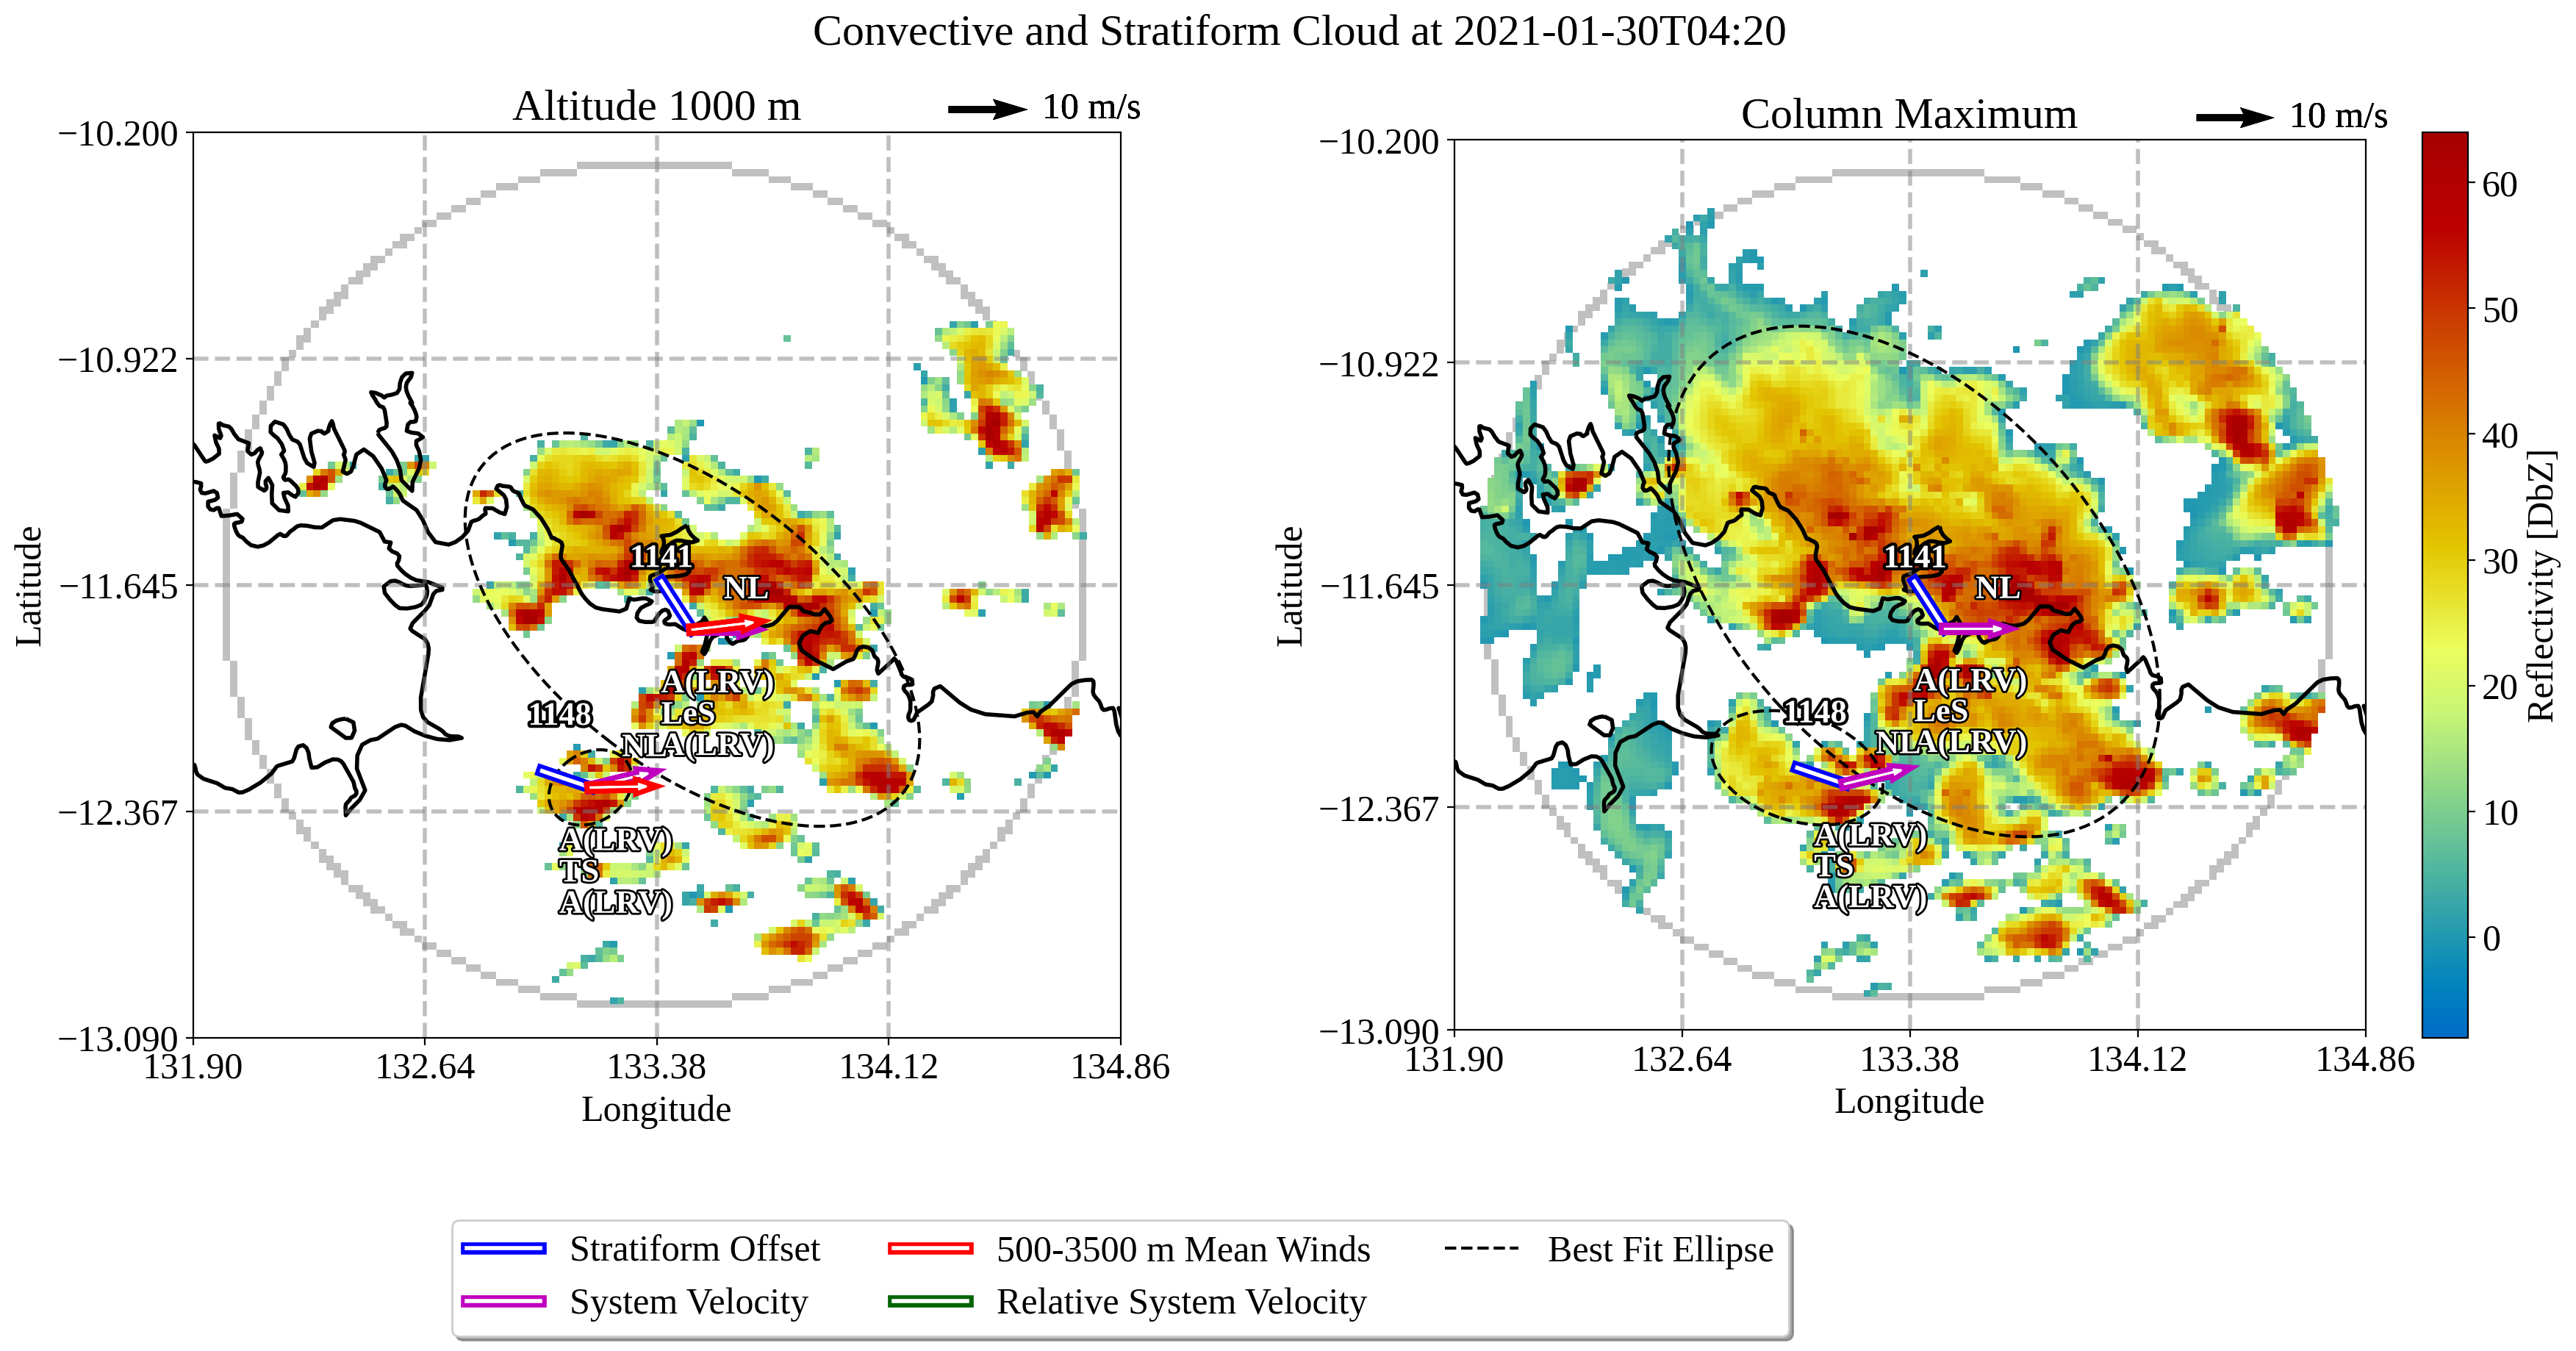 Convective and Stratiform Cloud at 2021-01-30T04:20
Altitude 1000 m
10 m/s
−10.200
−10.922
−11.645
−12.367
−13.090
131.90
132.64
133.38
134.12
134.86
Latitude
Longitude
1141
NL
A(LRV)
LeS
NL A(LRV)
1148
A(LRV)
TS
A(LRV)
Column Maximum
10 m/s
−10.200
−10.922
−11.645
−12.367
−13.090
131.90
132.64
133.38
134.12
134.86
Latitude
Longitude
1141
NL
A(LRV)
LeS
NL A(LRV)
1148
A(LRV)
TS
A(LRV)
60
50
40
30
20
10
0
Reflectivity [DbZ]
Stratiform Offset
System Velocity
500-3500 m Mean Winds
Relative System Velocity
Best Fit Ellipse